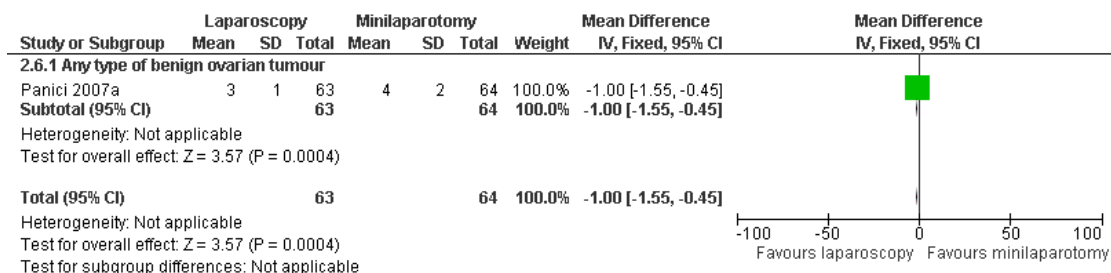 Laparoscopy Minilaparotomy Mean Difference Mean Difference
Study or Subgroup Mean SD Total Mean SD Total Weight IV, Fixed, 95% CI IV, Fixed, 95% CI
2.6.1 Any type of benign ovarian tumour
Panici 2007a 3 1 63 4 2 64 100.0% -1.00 [-1.55, -0.45]
Subtotal (95% CI) 63 64 100.0% -1.00 [-1.55, -0.45]
Heterogeneity: Not applicable
Test for overall effect: Z = 3.57 (P = 0.0004)
Total (95% CI) 63 64 100.0% -1.00 [-1.55, -0.45]
Heterogeneity: Not applicable
Test for overall effect: Z = 3.57 (P = 0.0004)
Test for subgroup differences: Not applicable
-100 -50 0 50 100
Favours laparoscopy Favours minilaparotomy